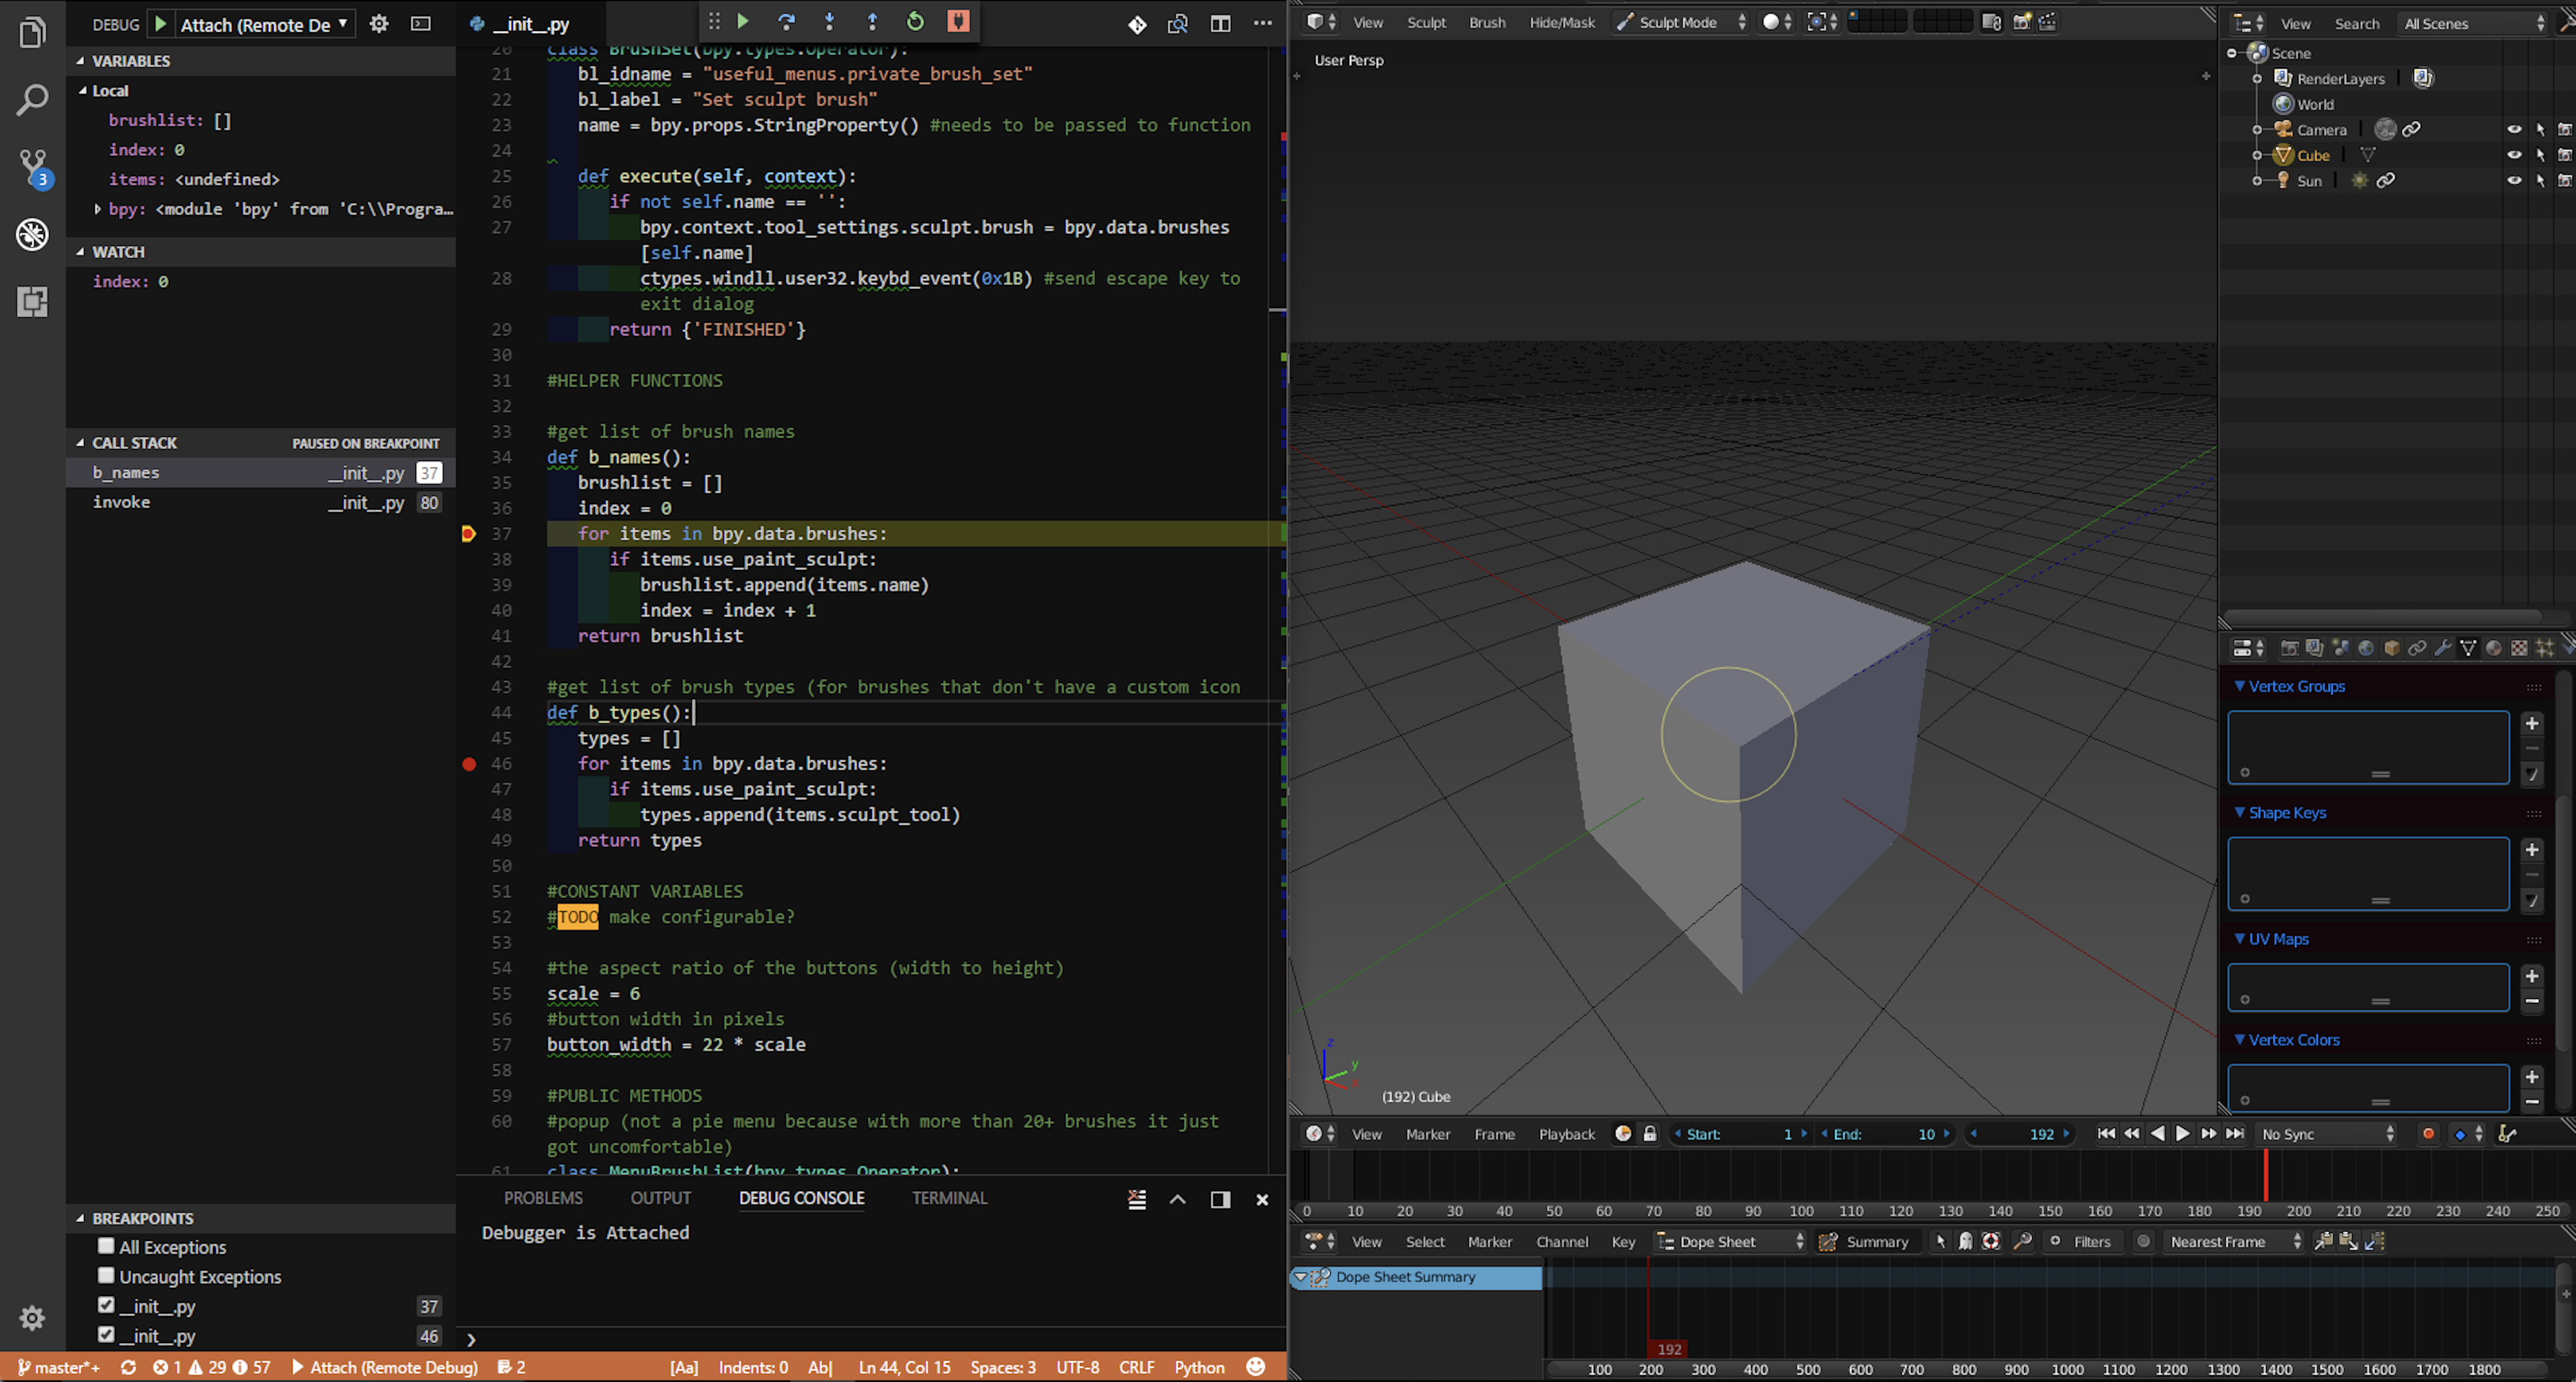 DEBUG Attach (Remote De
VARIABLES
Local
brushlist: []
index: 0
items: <undefined>
bpy: <module 'bpy' from 'C:\\Progra…
WATCH
index: 0
CALL STACK PAUSED ON BREAKPOINT
b_names __init__.py 37
invoke __init__.py 80
BREAKPOINTS
All Exceptions
Uncaught Exceptions
__init__.py 37
__init__.py 46
3
__init__.py
20 class BrushSet(bpy.types.Operator):
21 bl_idname = "useful_menus.private_brush_set"
22 bl_label = "Set sculpt brush"
23 name = bpy.props.StringProperty() #needs to be passed to function
24
25 def execute(self, context):
26 if not self.name == '':
27 bpy.context.tool_settings.sculpt.brush = bpy.data.brushes
[self.name]
28 ctypes.windll.user32.keybd_event(0x1B) #send escape key to
exit dialog
29 return {'FINISHED'}
30
31 #HELPER FUNCTIONS
32
33 #get list of brush names
34 def b_names():
35 brushlist = []
36 index = 0
37 for items in bpy.data.brushes:
38 if items.use_paint_sculpt:
39 brushlist.append(items.name)
40 index = index + 1
41 return brushlist
42
43 #get list of brush types (for brushes that don't have a custom icon
44 def b_types():
45 types = []
46 for items in bpy.data.brushes:
47 if items.use_paint_sculpt:
48 types.append(items.sculpt_tool)
49 return types
50
51 #CONSTANT VARIABLES
52 #TODO make configurable?
53
54 #the aspect ratio of the buttons (width to height)
55 scale = 6
56 #button width in pixels
57 button_width = 22 * scale
58
59 #PUBLIC METHODS
60 #popup (not a pie menu because with more than 20+ brushes it just
got uncomfortable)
61 class MenuBrushList(bpy.types.Operator):
PROBLEMS OUTPUT DEBUG CONSOLE TERMINAL
Debugger is Attached
master*+ 1 29 57 Attach (Remote Debug) 2 [Aa] Indents: 0 Ab| Ln 44, Col 15 Spaces: 3 UTF-8 CRLF Python
View Sculpt Brush Hide/Mask Sculpt Mode
User Persp
z
y
x
(192) Cube
View Search All Scenes
Scene
RenderLayers
World
Camera
Cube
Sun
Vertex Groups
Shape Keys
UV Maps
Vertex Colors
View Marker Frame Playback Start: 1 End: 10 192 No Sync
0 10 20 30 40 50 60 70 80 90 100 110 120 130 140 150 160 170 180 190 200 210 220 230 240 250
View Select Marker Channel Key Dope Sheet Summary Filters Nearest Frame
Dope Sheet Summary
192
100 200 300 400 500 600 700 800 900 1000 1100 1200 1300 1400 1500 1600 1700 1800